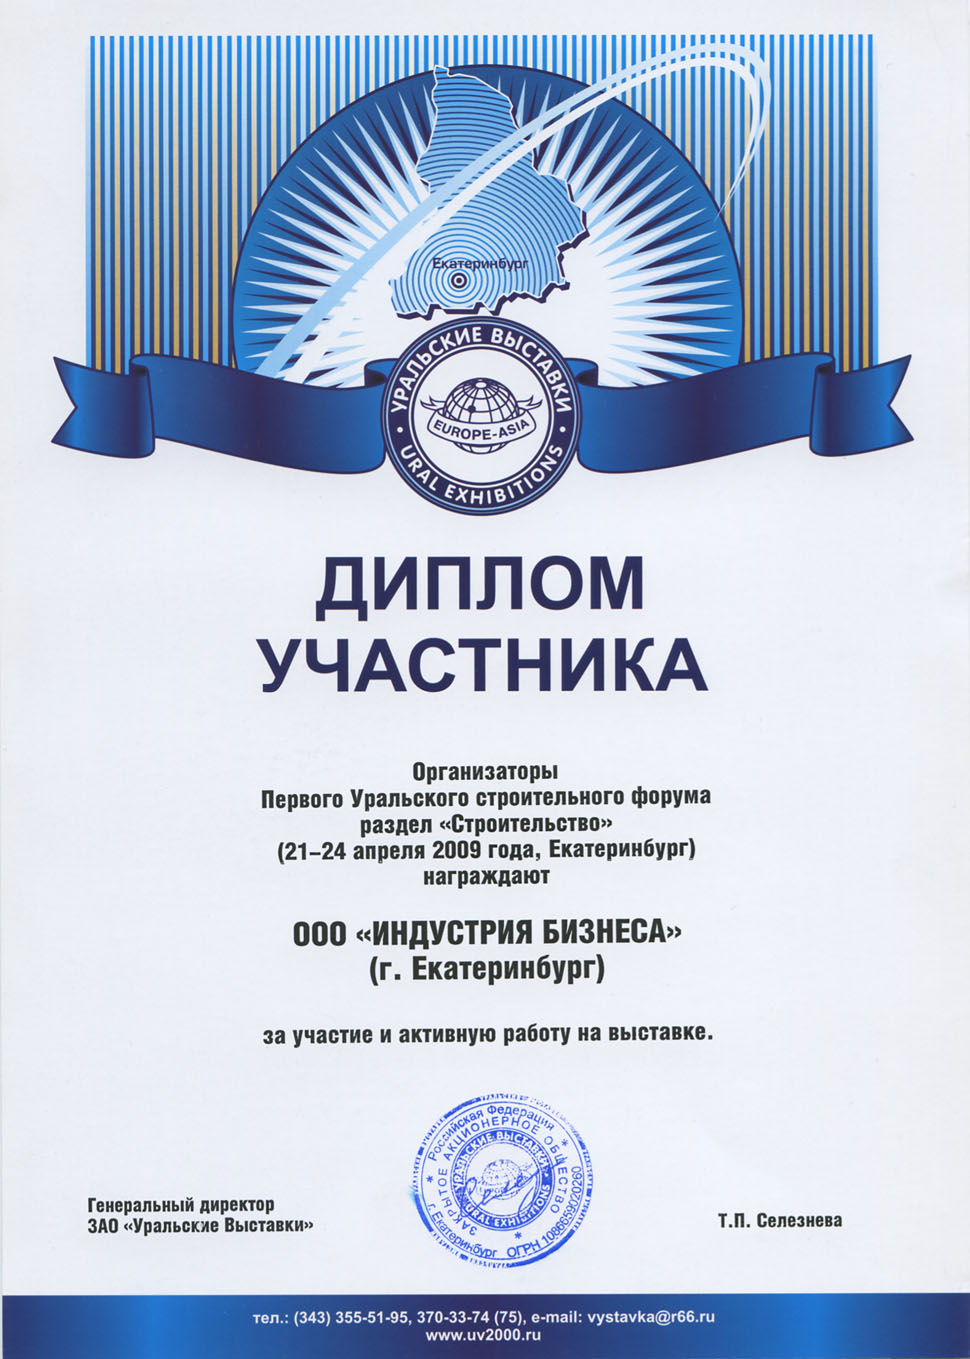 Екатеринбург
УРАЛЬСКИЕ ВЫСТАВКИ
EUROPE-ASIA
URAL EXHIBITIONS
ДИПЛОМ
УЧАСТНИКА
Организаторы
Первого Уральского строительного форума
раздел «Строительство»
(21–24 апреля 2009 года, Екатеринбург)
награждают
ООО «ИНДУСТРИЯ БИЗНЕСА»
(г. Екатеринбург)
за участие и активную работу на выставке.
Российская Федерация
ЗАКРЫТОЕ АКЦИОНЕРНОЕ ОБЩЕСТВО
УРАЛЬСКИЕ ВЫСТАВКИ
URAL EXHIBITIONS
г. Екатеринбург ОГРН 1086659020260
Генеральный директор
ЗАО «Уральские Выставки»
Т.П. Селезнева
тел.: (343) 355-51-95, 370-33-74 (75), e-mail: vystavka@r66.ru
www.uv2000.ru